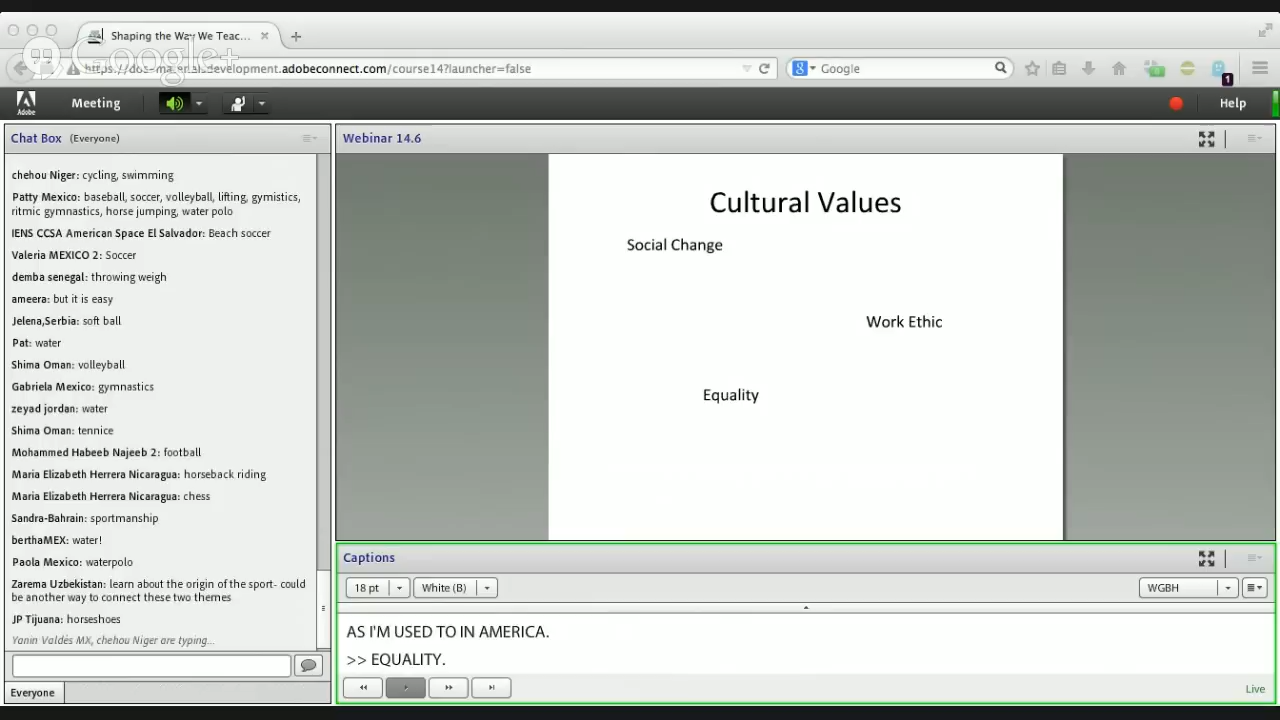 Shaping the Way We Teac...
Google+
adobeconnect.com/course14?launcher=false
Google
1
Adobe
Meeting
Help
Chat Box (Everyone)
chehou Niger: cycling, swimming
Patty Mexico: baseball, soccer, volleyball, lifting, gymistics,
ritmic gymnastics, horse jumping, water polo
IENS CCSA American Space El Salvador: Beach soccer
Valeria MEXICO 2: Soccer
demba senegal: throwing weigh
ameera: but it is easy
Jelena,Serbia: soft ball
Pat: water
Shima Oman: volleyball
Gabriela Mexico: gymnastics
zeyad jordan: water
Shima Oman: tennice
Mohammed Habeeb Najeeb 2: football
Maria Elizabeth Herrera Nicaragua: horseback riding
Maria Elizabeth Herrera Nicaragua: chess
Sandra-Bahrain: sportmanship
berthaMEX: water!
Paola Mexico: waterpolo
Zarema Uzbekistan: learn about the origin of the sport- could
be another way to connect these two themes
JP Tijuana: horseshoes
Yanin Valdés MX, chehou Niger are typing...
Everyone
Webinar 14.6
Cultural Values
Social Change
Work Ethic
Equality
Captions
18 pt
White (B)
WGBH
AS I'M USED TO IN AMERICA.
>> EQUALITY.
Live